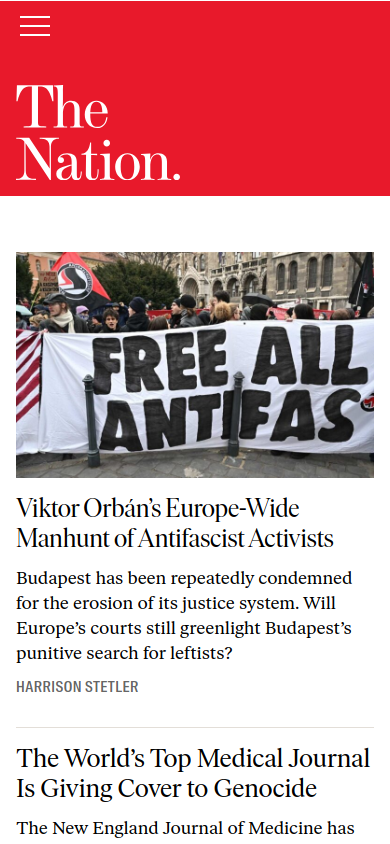 The
Nation.
FREE ALL
ANTIFAS
Viktor Orbán’s Europe-Wide
Manhunt of Antifascist Activists
Budapest has been repeatedly condemned
for the erosion of its justice system. Will
Europe’s courts still greenlight Budapest’s
punitive search for leftists?
HARRISON STETLER
The World’s Top Medical Journal
Is Giving Cover to Genocide
The New England Journal of Medicine has